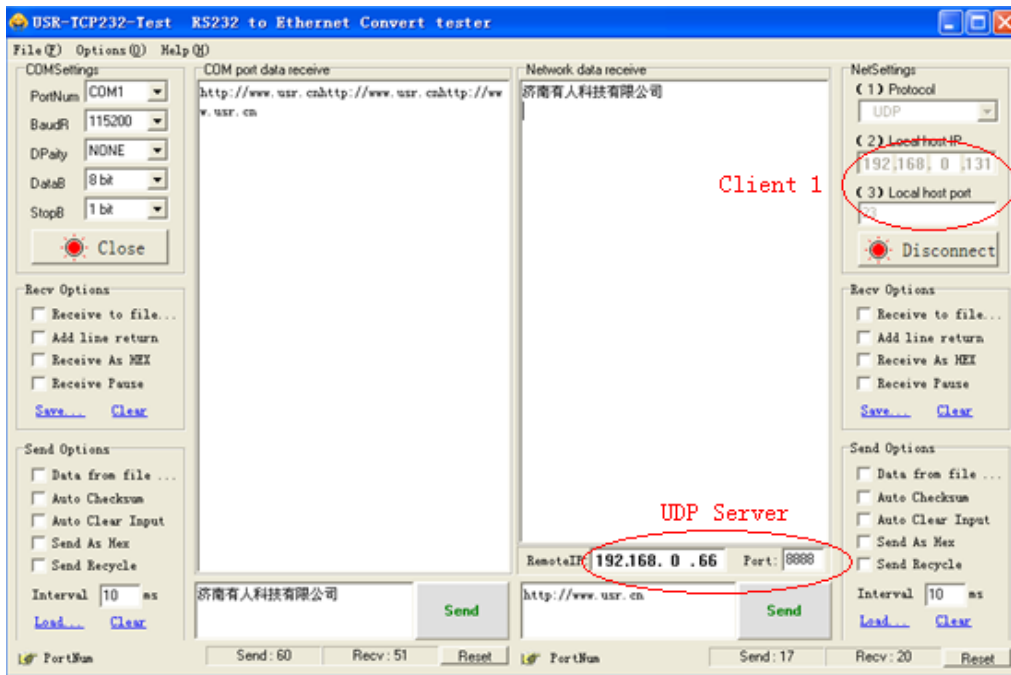 USR-TCP232-Test RS232 to Ethernet Convert tester
File(F) Options(O) Help(H)
COMSettings
PortNum COM1
BaudR 115200
DPaity NONE
DataB 8 bit
StopB 1 bit
Close
Recv Options
Receive to file...
Add line return
Receive As HEX
Receive Pause
Save... Clear
Send Options
Data from file ...
Auto Checksum
Auto Clear Input
Send As Hex
Send Recycle
Interval 10 ms
Load... Clear
COM port data receive
http://www.usr.cnhttp://www.usr.cnhttp://ww
w.usr.cn
济南有人科技有限公司
Send
Network data receive
济南有人科技有限公司
Client 1
UDP Server
RemoteIP 192.168. 0 .66 Port: 8888
http://www.usr.cn
Send
NetSettings
(1) Protocol
UDP
(2) Local host IP
192.168. 0 .131
(3) Local host port
23
Disconnect
Recv Options
Receive to file...
Add line return
Receive As HEX
Receive Pause
Save... Clear
Send Options
Data from file ...
Auto Checksum
Auto Clear Input
Send As Hex
Send Recycle
Interval 10 ms
Load... Clear
PortNum Send:60 Recv:51 Reset
PortNum Send:17 Recv:20 Reset